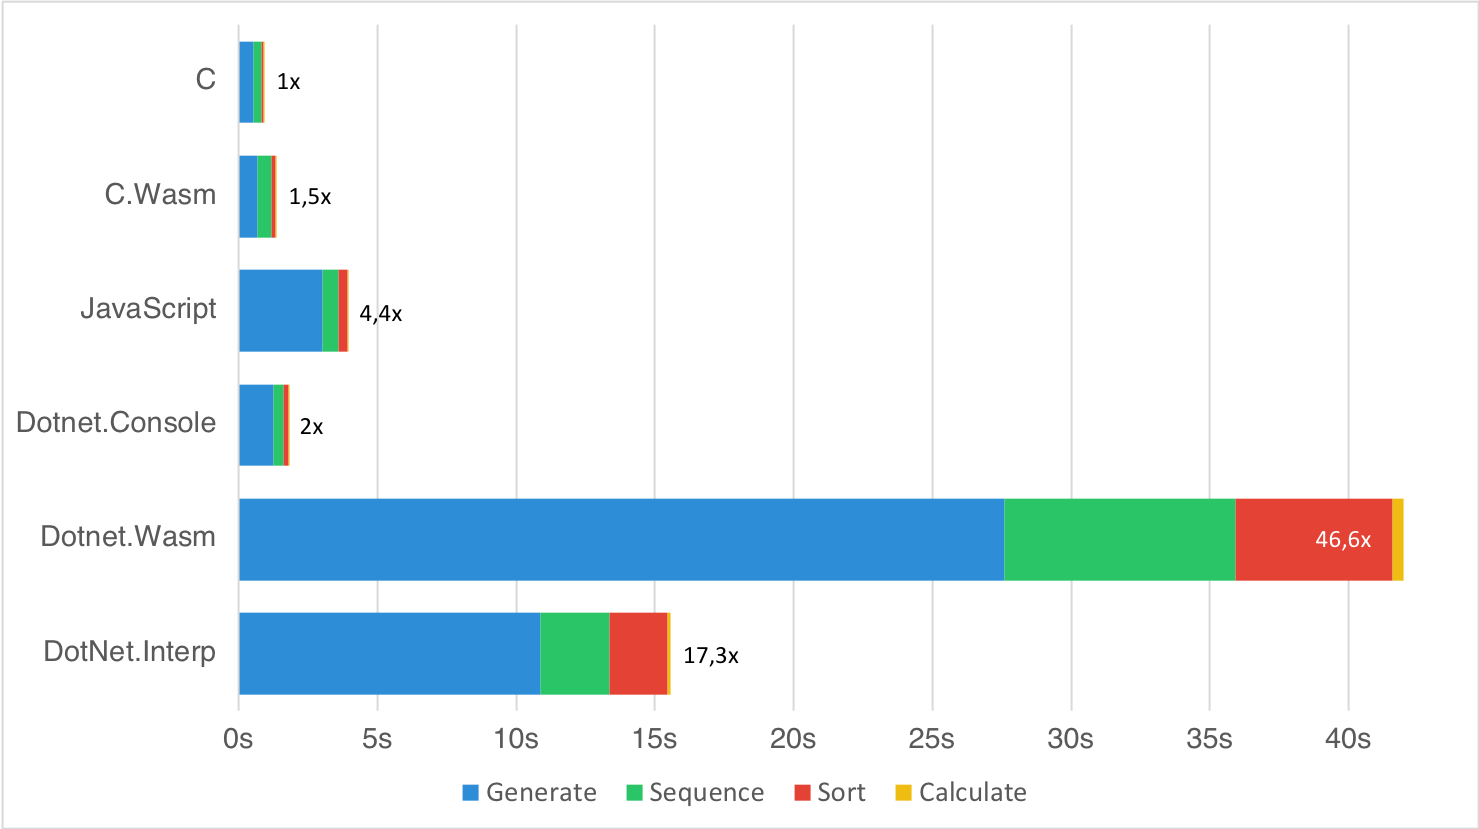 C 1x
C.Wasm 1,5x
JavaScript 4,4x
Dotnet.Console 2x
Dotnet.Wasm 46,6x
DotNet.Interp 17,3x
0s 5s 10s 15s 20s 25s 30s 35s 40s
Generate Sequence Sort Calculate